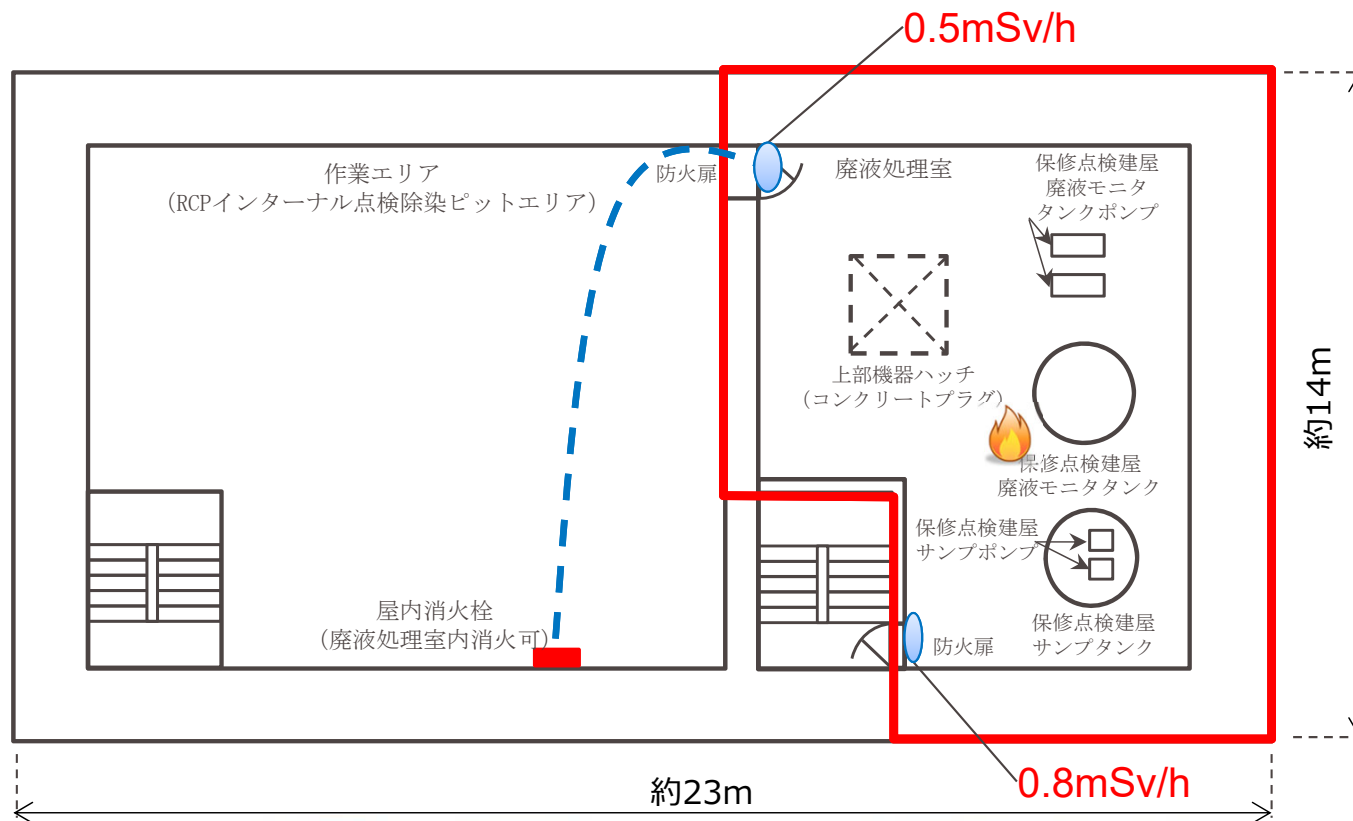 0.5mSv/h
作業エリア
（RCPインターナル点検除染ピットエリア）
防火扉
廃液処理室
保修点検建屋
廃液モニタ
タンクポンプ
上部機器ハッチ
（コンクリートプラグ）
約14m
保修点検建屋
廃液モニタタンク
保修点検建屋
サンプポンプ
屋内消火栓
（廃液処理室内消火可）
防火扉
保修点検建屋
サンプタンク
0.8mSv/h
約23m